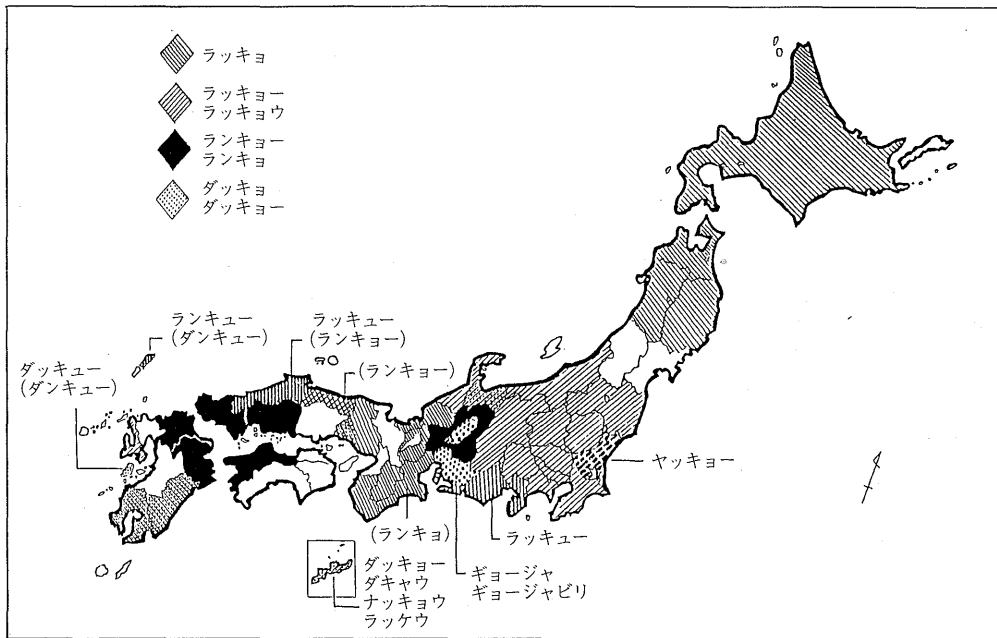 ラッキョ
ラッキョー
ラッキョウ
ランキョー
ランキョ
ダッキョ
ダッキョー
ランキュー
(ダンキュー)
ラッキュー
(ランキョー)
ダッキュー
(ダンキュー)
(ランキョー)
ヤッキョー
(ランキョ)
ラッキュー
ダッキョー
ダキャウ
ナッキョウ
ラッケウ
ギョージャ
ギョージャビリ